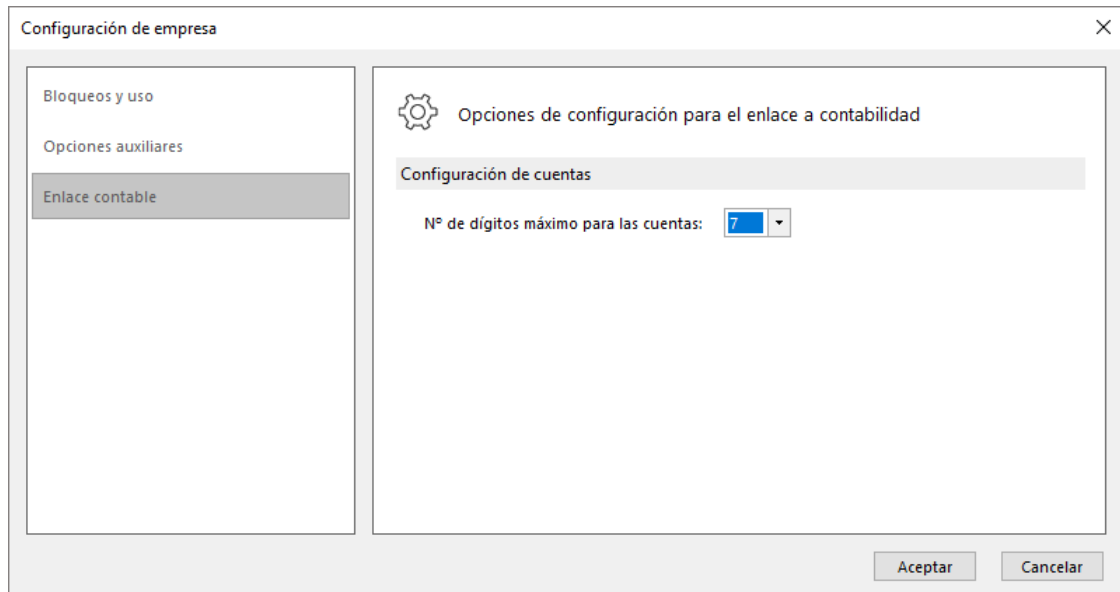 Configuración de empresa
Bloqueos y uso
Opciones auxiliares
Enlace contable
Opciones de configuración para el enlace a contabilidad
Configuración de cuentas
Nº de dígitos máximo para las cuentas: 7
Aceptar Cancelar